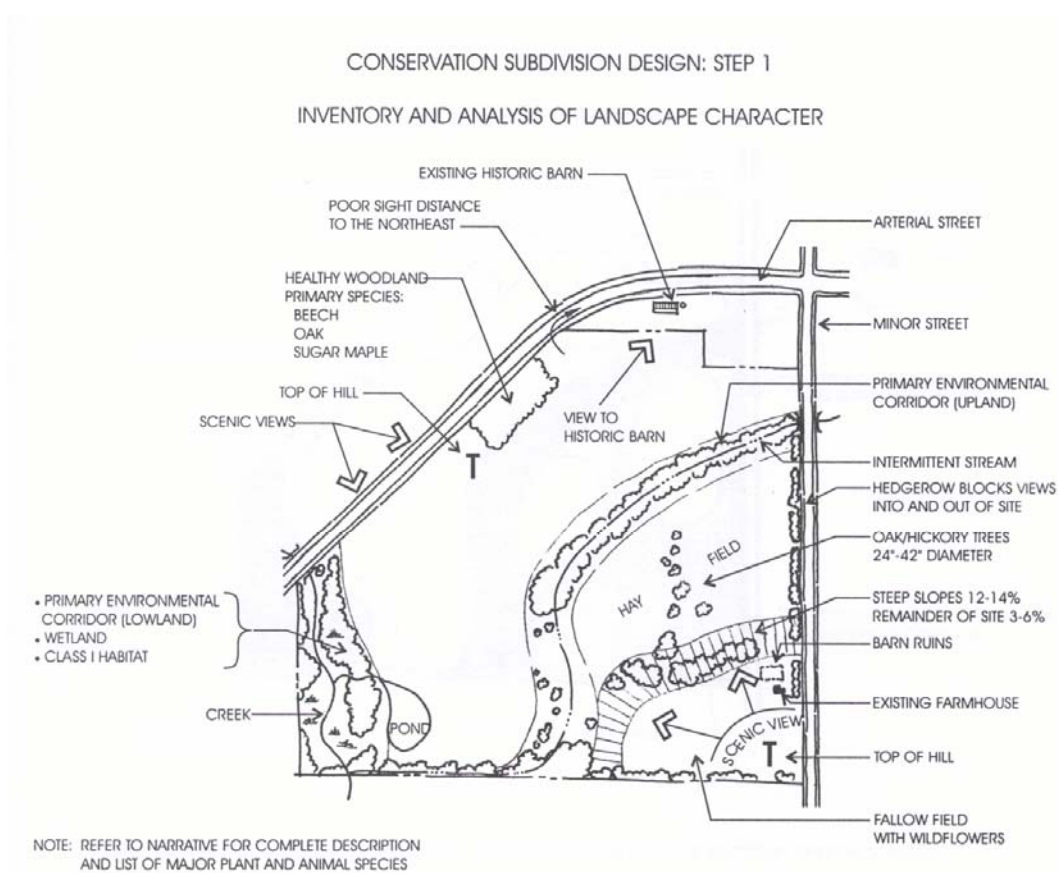 CONSERVATION SUBDIVISION DESIGN: STEP 1
INVENTORY AND ANALYSIS OF LANDSCAPE CHARACTER
EXISTING HISTORIC BARN
POOR SIGHT DISTANCE
TO THE NORTHEAST
ARTERIAL STREET
HEALTHY WOODLAND
PRIMARY SPECIES:
BEECH
OAK
SUGAR MAPLE
MINOR STREET
TOP OF HILL
SCENIC VIEWS
VIEW TO
HISTORIC BARN
PRIMARY ENVIRONMENTAL
CORRIDOR (UPLAND)
T
INTERMITTENT STREAM
HEDGEROW BLOCKS VIEWS
INTO AND OUT OF SITE
OAK/HICKORY TREES
24"-42" DIAMETER
HAY FIELD
STEEP SLOPES 12-14%
REMAINDER OF SITE 3-6%
• PRIMARY ENVIRONMENTAL
CORRIDOR (LOWLAND)
• WETLAND
• CLASS I HABITAT
BARN RUINS
EXISTING FARMHOUSE
CREEK
POND
SCENIC VIEW
T
TOP OF HILL
FALLOW FIELD
WITH WILDFLOWERS
NOTE: REFER TO NARRATIVE FOR COMPLETE DESCRIPTION
AND LIST OF MAJOR PLANT AND ANIMAL SPECIES